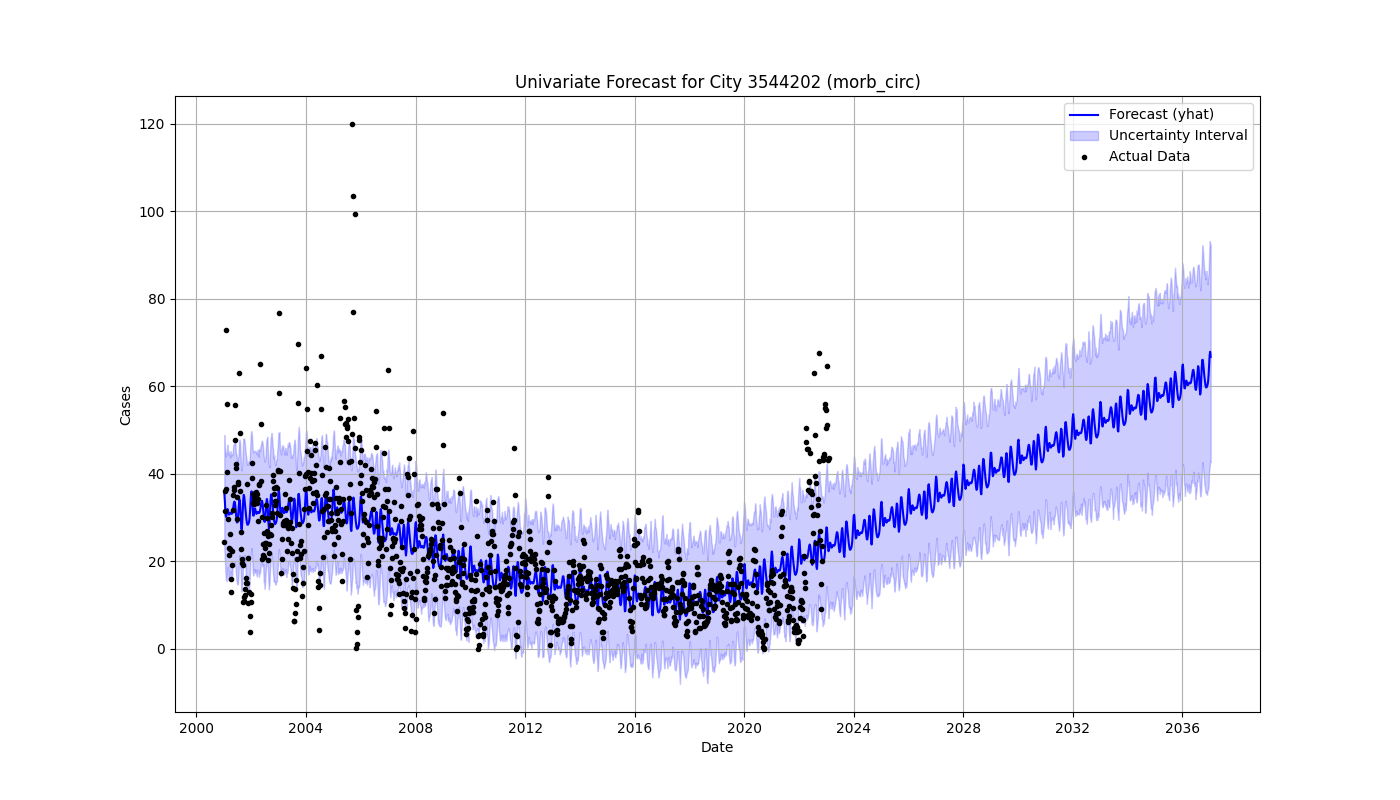 Univariate Forecast for City 3544202 (morb_circ)
Forecast (yhat)
Uncertainty Interval
Actual Data
120
100
80
60
40
20
0
Cases
2000 2004 2008 2012 2016 2020 2024 2028 2032 2036
Date